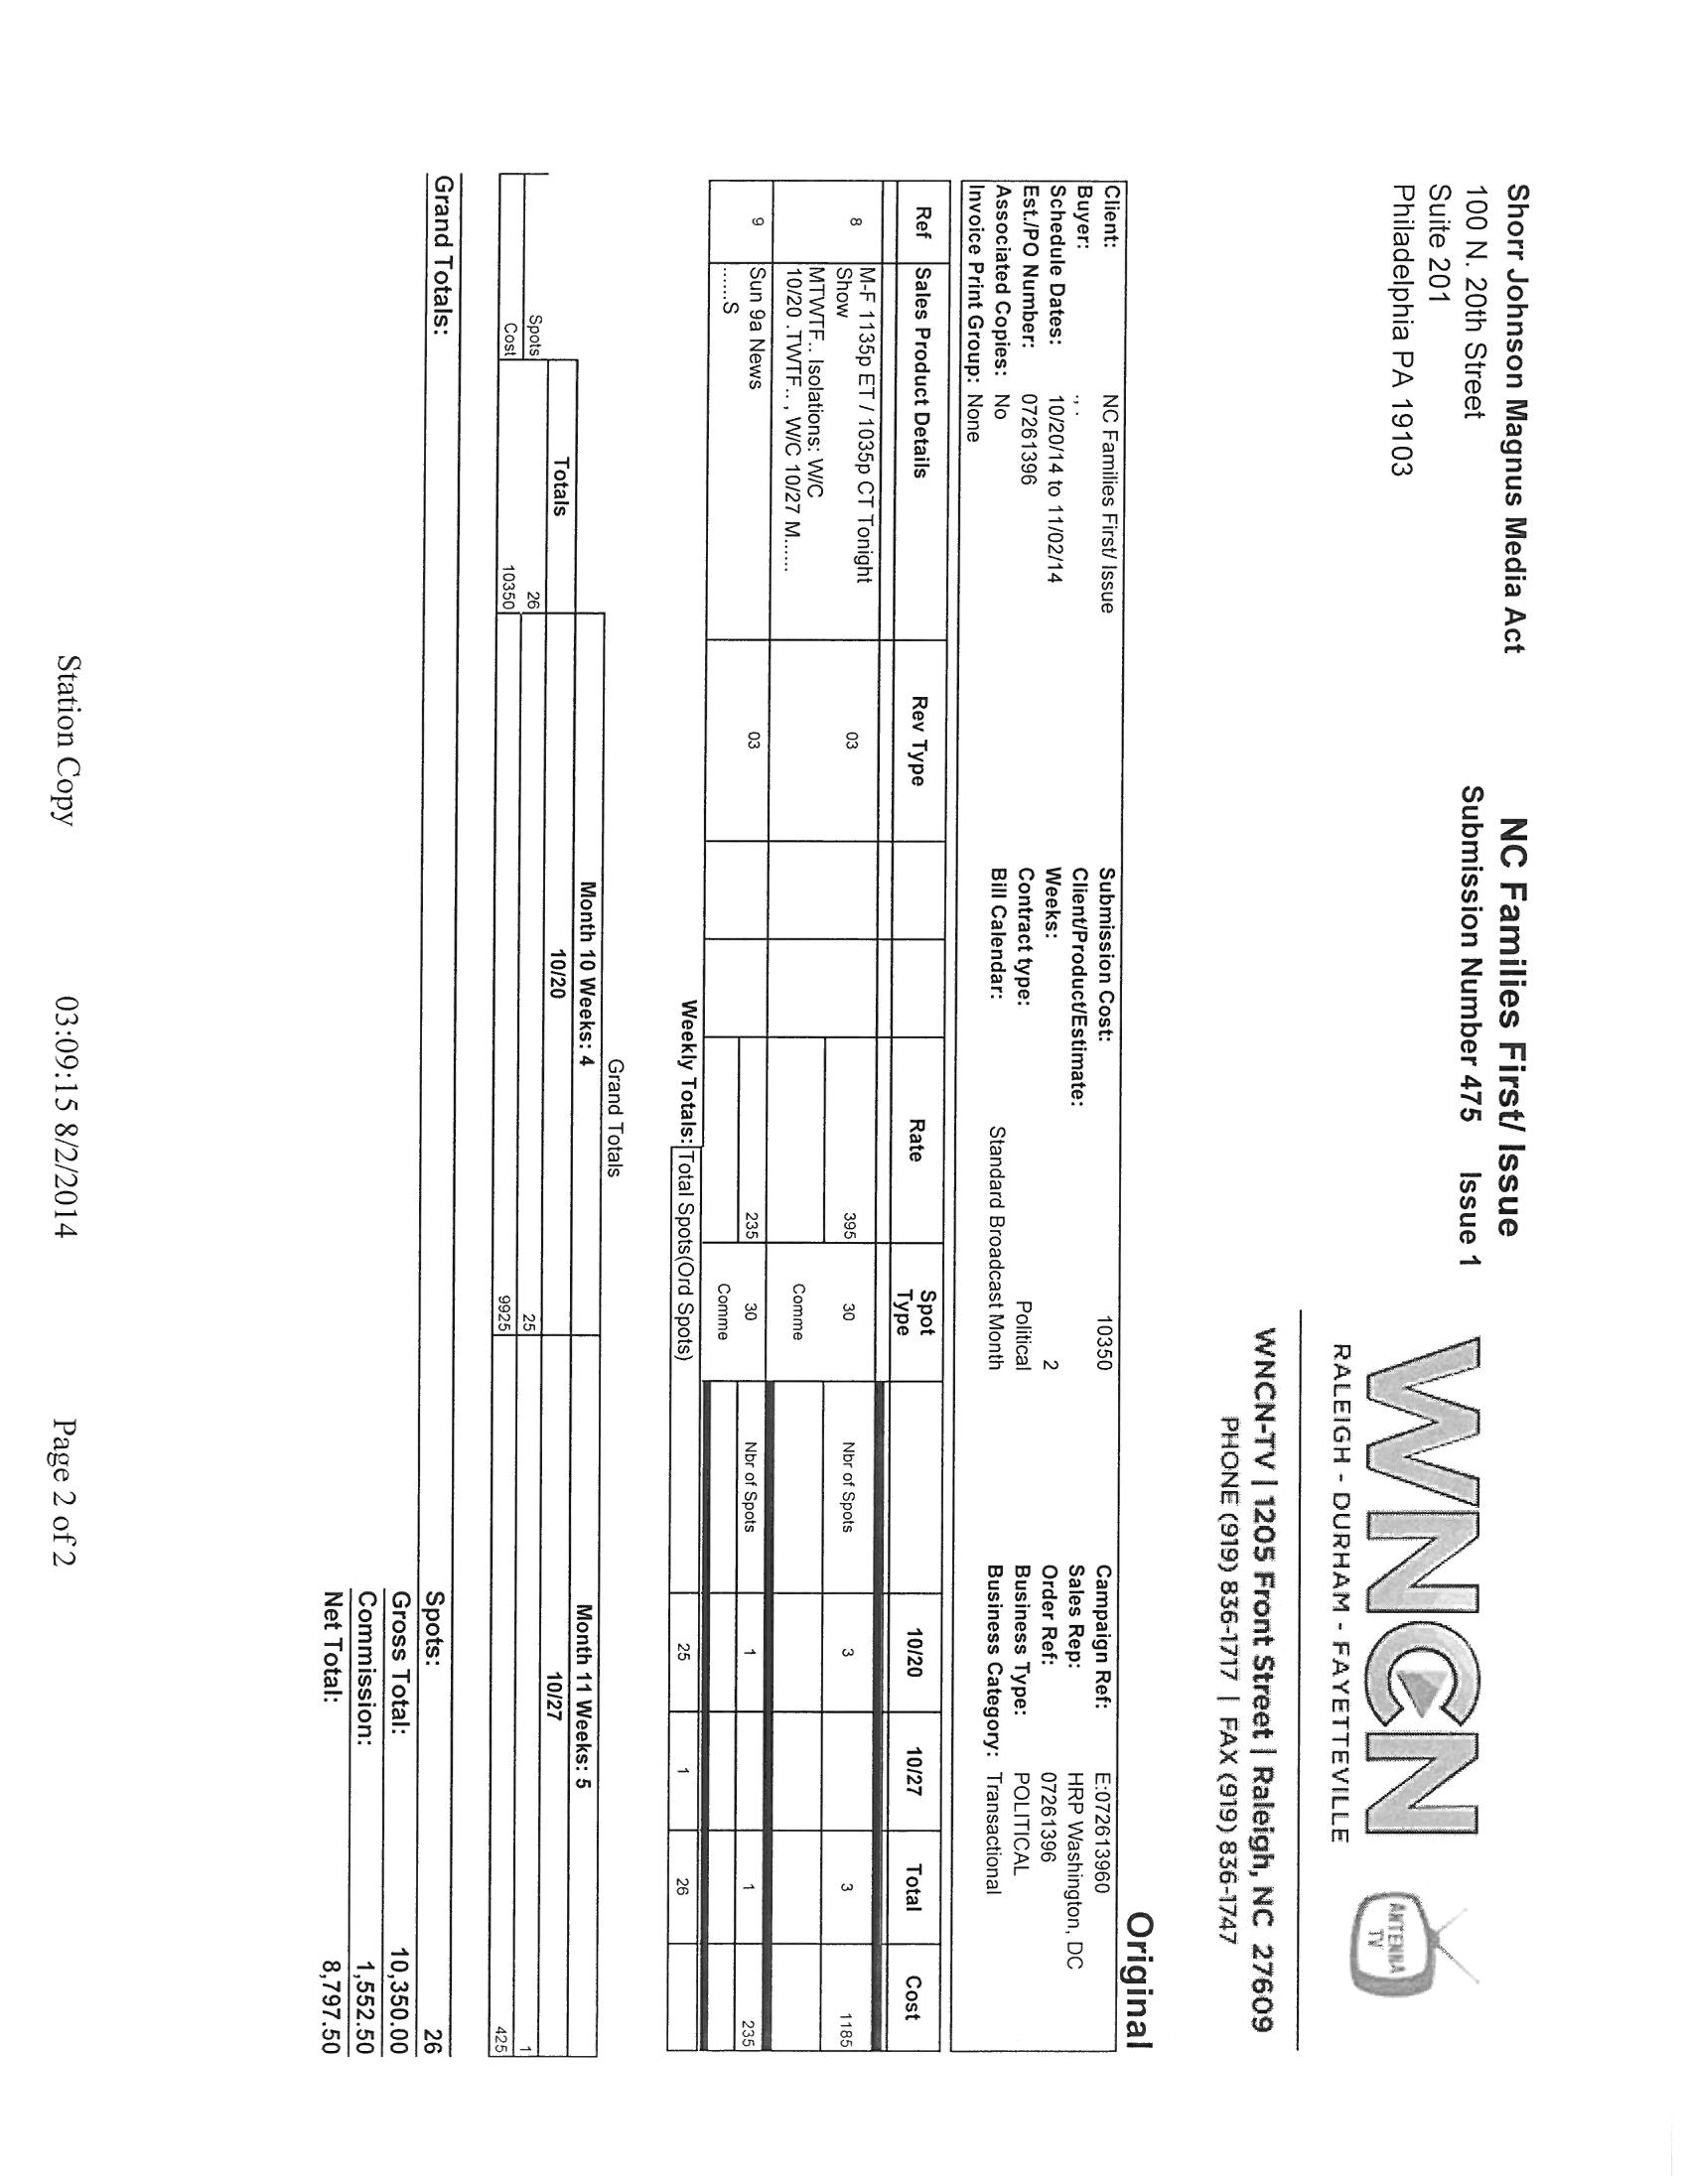 Shorr Johnson Magnus Media Act
100 N. 20th Street
Suite 201
Philadelphia PA 19103
NC Families First/ Issue
Submission Number 475 Issue 1
WNCN
RALEIGH - DURHAM - FAYETTEVILLE
ANTENNA
TV
WNCN-TV | 1205 Front Street | Raleigh, NC 27609
PHONE (919) 836-1717 | FAX (919) 836-1747
Original
Client: NC Families First/ Issue Submission Cost: 10350 Campaign Ref: E:072613960
Buyer: ., . Client/Product/Estimate: Sales Rep: HRP Washington, DC
Schedule Dates: 10/20/14 to 11/02/14 Weeks: 2 Order Ref: 07261396
Est./PO Number: 07261396 Contract type: Political Business Type: POLITICAL
Associated Copies: No Bill Calendar: Standard Broadcast Month Business Category: Transactional
Invoice Print Group: None
Ref Sales Product Details Rev Type Rate Spot Type 10/20 10/27 Total Cost
8 M-F 1135p ET / 1035p CT Tonight 03 395 30 Nbr of Spots 3 3 1185
Show
MTWTF.. Isolations: W/C Comme
10/20 .TWTF.. , W/C 10/27 M......
9 Sun 9a News 03 235 30 Nbr of Spots 1 1 235
......S Comme
Weekly Totals: Total Spots(Ord Spots) 25 1 26
Grand Totals
Month 10 Weeks: 4 Month 11 Weeks: 5
Totals 10/20 10/27
Spots 26 25 1
Cost 10350 9925 425
Grand Totals: Spots: 26
Gross Total: 10,350.00
Commission: 1,552.50
Net Total: 8,797.50
Station Copy 03:09:15 8/2/2014 Page 2 of 2